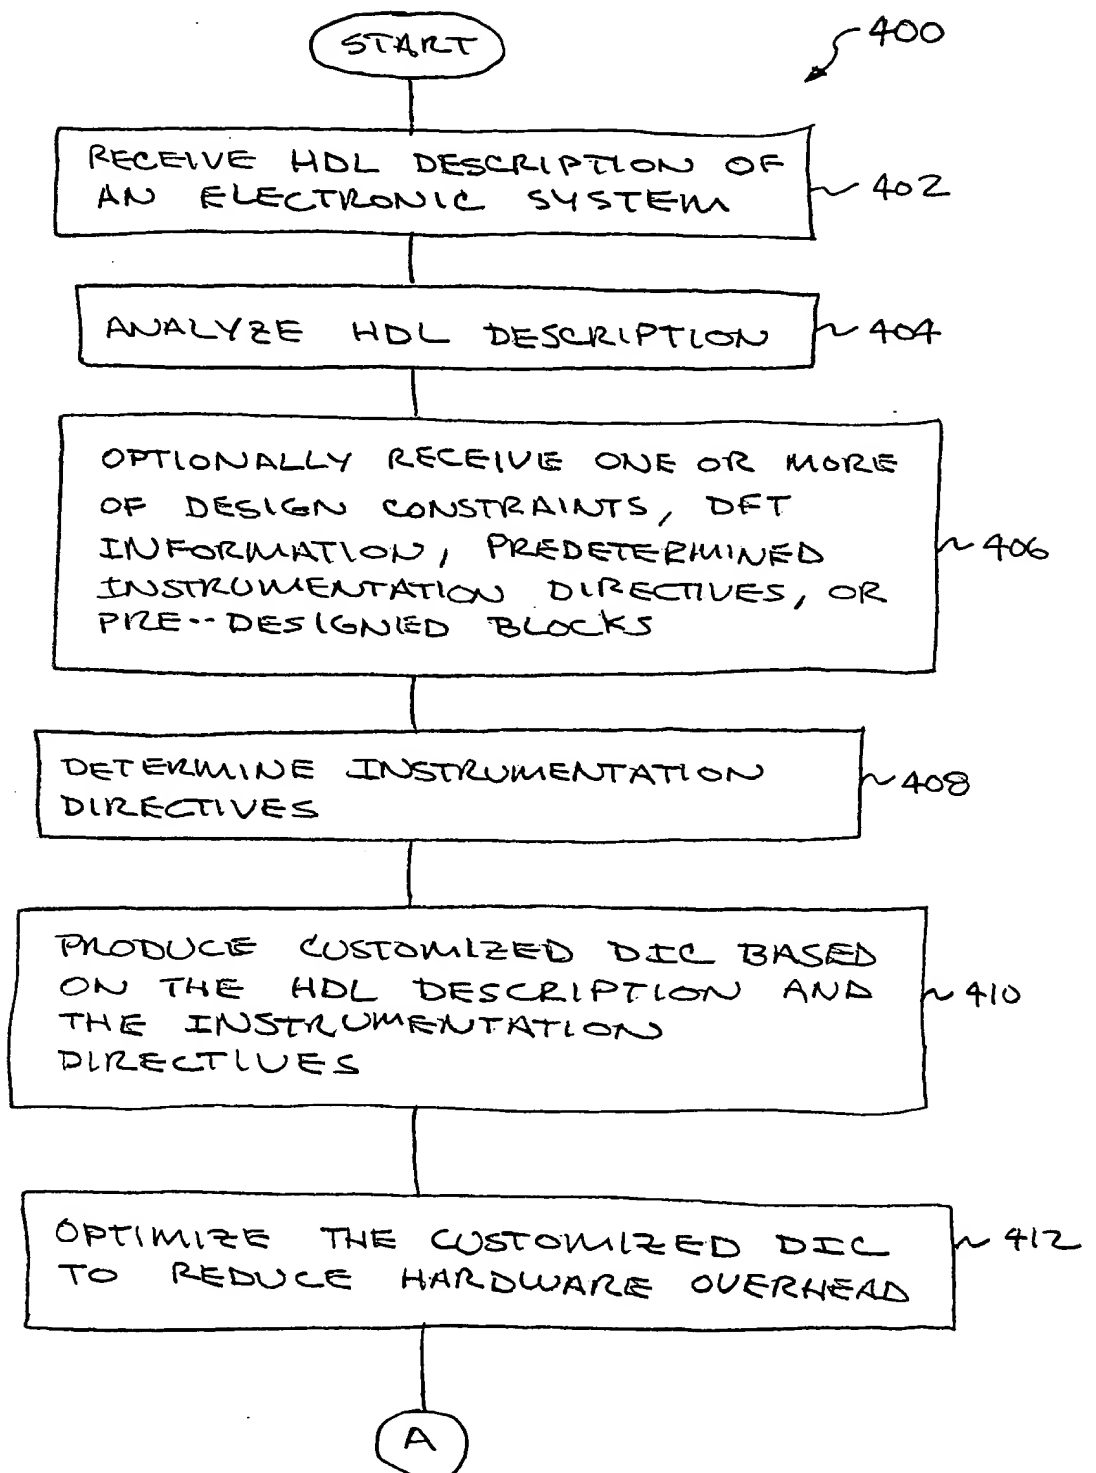 START
400
RECEIVE HDL DESCRIPTION OF
AN ELECTRONIC SYSTEM
402
ANALYZE HDL DESCRIPTION
404
OPTIONALLY RECEIVE ONE OR MORE
OF DESIGN CONSTRAINTS, DFT
INFORMATION, PREDETERMINED
INSTRUMENTATION DIRECTIVES, OR
PRE--DESIGNED BLOCKS
406
DETERMINE INSTRUMENTATION
DIRECTIVES
408
PRODUCE CUSTOMIZED DIC BASED
ON THE HDL DESCRIPTION AND
THE INSTRUMENTATION
DIRECTIVES
410
OPTIMIZE THE CUSTOMIZED DIC
TO REDUCE HARDWARE OVERHEAD
412
A